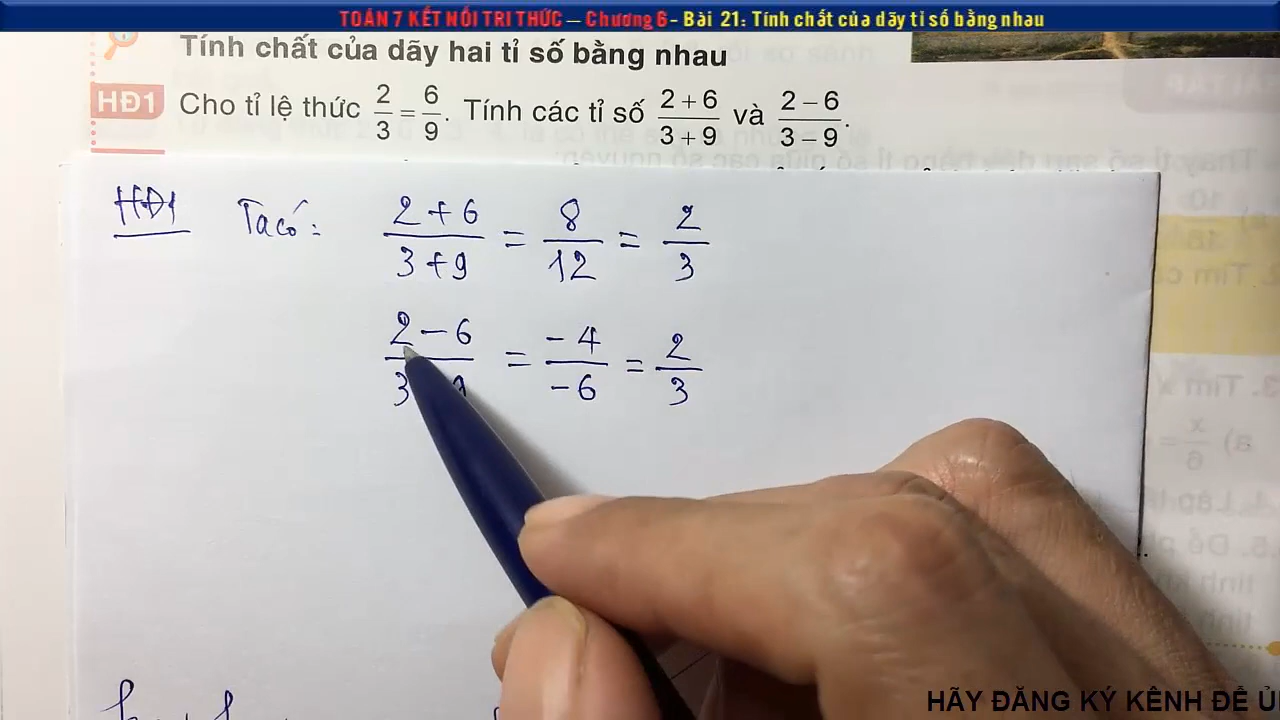 TOÁN 7 KẾT NỐI TRI THỨC – Chương 6 - Bài 21: Tính chất của dãy tỉ số bằng nhau
Tính chất của dãy hai tỉ số bằng nhau
HĐ1 Cho tỉ lệ thức 2/3 = 6/9. Tính các tỉ số (2 + 6)/(3 + 9) và (2 − 6)/(3 − 9).
HĐ1 Ta có: (2 + 6)/(3 + 9) = 8/12 = 2/3
(2 − 6)/(3 − 9) = −4/−6 = 2/3
HÃY ĐĂNG KÝ KÊNH ĐỂ Ủ